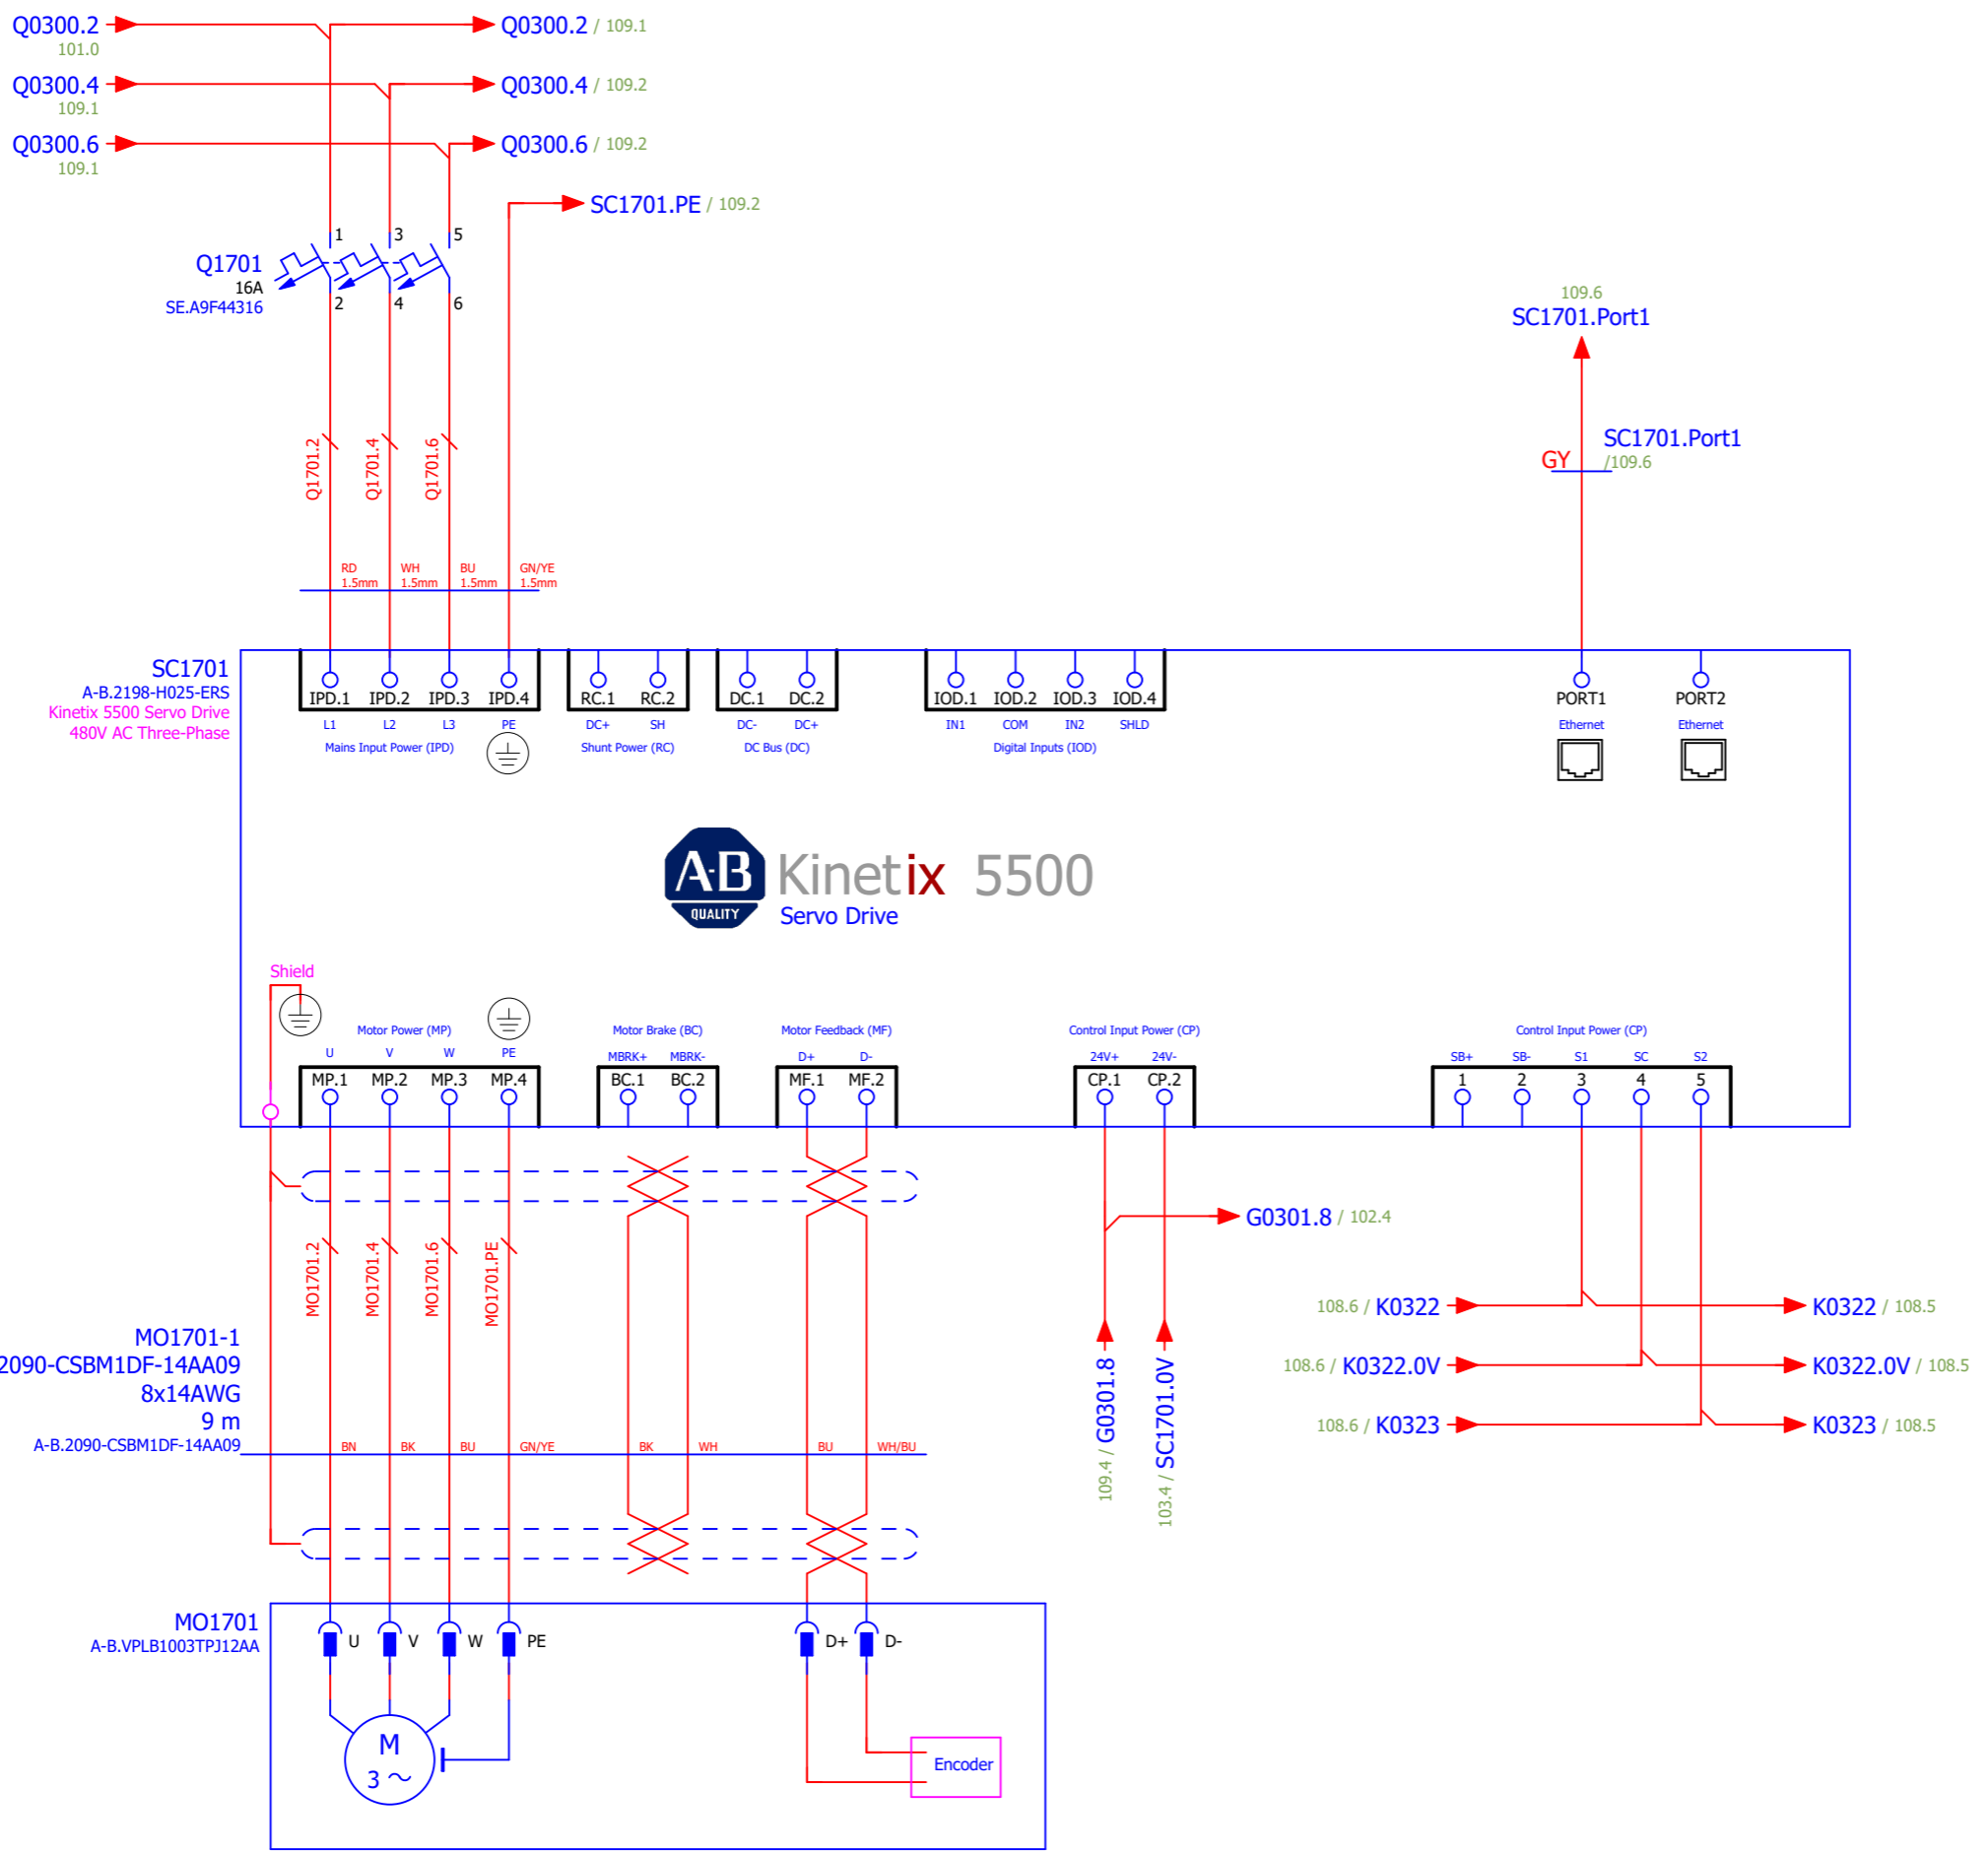 Q0300.2
101.0
Q0300.2 / 109.1
Q0300.4
109.1
Q0300.4 / 109.2
Q0300.6
109.1
Q0300.6 / 109.2
SC1701.PE / 109.2
1 3 5
Q1701
16A
SE.A9F44316
2 4 6
109.6
SC1701.Port1
SC1701.Port1
GY /109.6
Q1701.2 Q1701.4 Q1701.6
RD WH BU GN/YE
1.5mm 1.5mm 1.5mm 1.5mm
SC1701
A-B.2198-H025-ERS
Kinetix 5500 Servo Drive
480V AC Three-Phase
IPD.1 IPD.2 IPD.3 IPD.4 RC.1 RC.2 DC.1 DC.2 IOD.1 IOD.2 IOD.3 IOD.4 PORT1 PORT2
L1 L2 L3 PE DC+ SH DC- DC+ IN1 COM IN2 SHLD Ethernet Ethernet
Mains Input Power (IPD) Shunt Power (RC) DC Bus (DC) Digital Inputs (IOD)
A-B
QUALITY
Kinetix 5500
Servo Drive
Shield
Motor Power (MP) Motor Brake (BC) Motor Feedback (MF) Control Input Power (CP) Control Input Power (CP)
U V W PE MBRK+ MBRK- D+ D- 24V+ 24V- SB+ SB- S1 SC S2
MP.1 MP.2 MP.3 MP.4 BC.1 BC.2 MF.1 MF.2 CP.1 CP.2 1 2 3 4 5
G0301.8 / 102.4
MO1701.2 MO1701.4 MO1701.6 MO1701.PE
108.6 / K0322
K0322 / 108.5
108.6 / K0322.0V
K0322.0V / 108.5
108.6 / K0323
K0323 / 108.5
109.4 / G0301.8
103.4 / SC1701.0V
MO1701-1
2090-CSBM1DF-14AA09
8x14AWG
9 m
A-B.2090-CSBM1DF-14AA09
BN BK BU GN/YE BK WH BU WH/BU
MO1701
A-B.VPLB1003TPJ12AA
U V W PE D+ D-
M
3 ~
Encoder